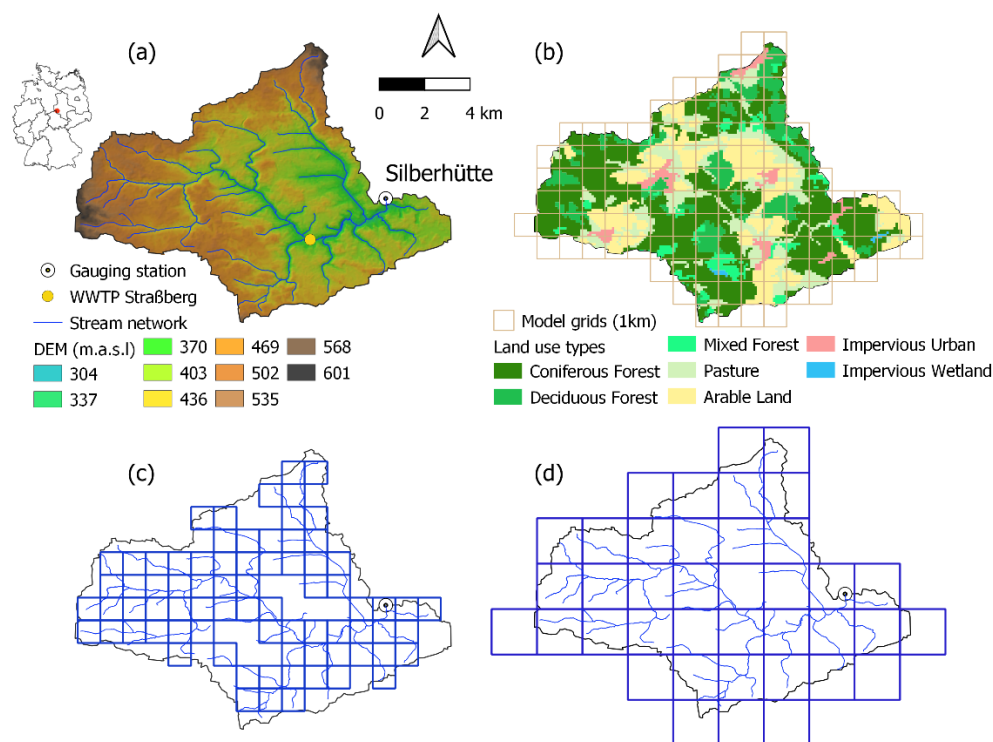 (a)
(b)
0 2 4 km
Silberhütte
Gauging station
WWTP Straßberg
Stream network
DEM (m.a.s.l)
304
337
370
403
436
469
502
535
568
601
Model grids (1km)
Land use types
Coniferous Forest
Deciduous Forest
Mixed Forest
Pasture
Arable Land
Impervious Urban
Impervious Wetland
(c)
(d)